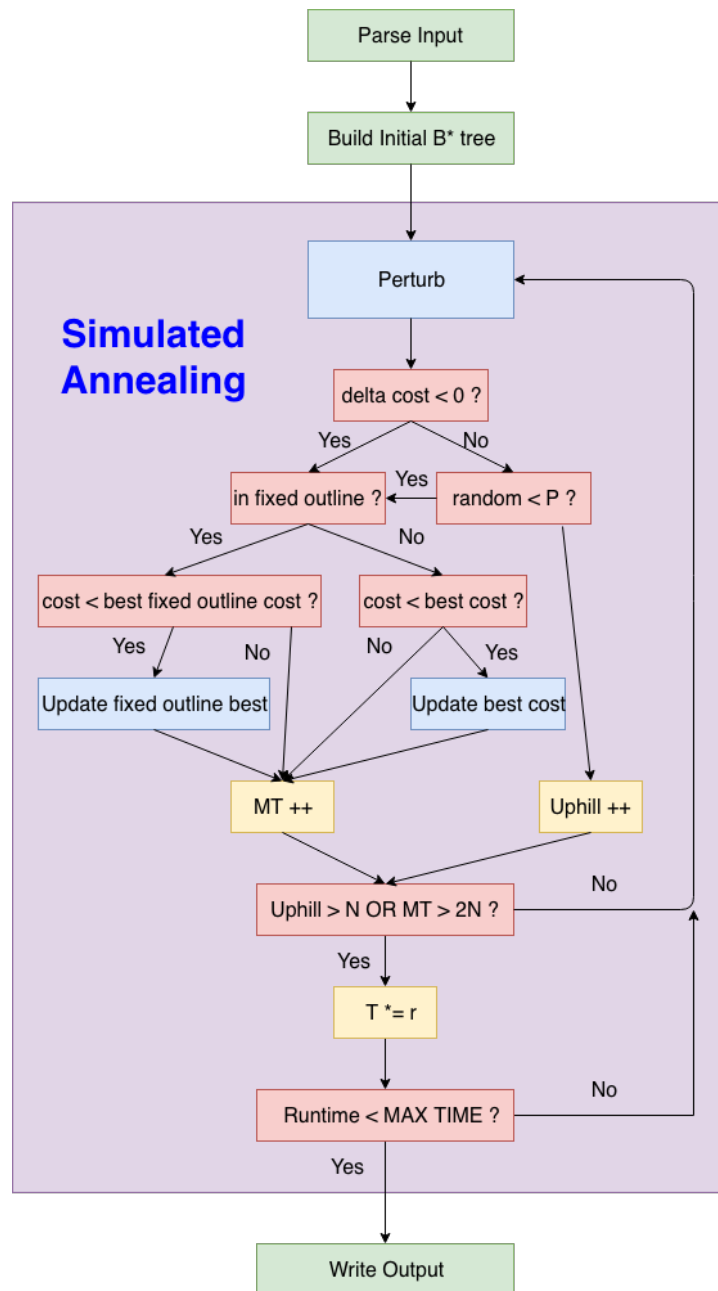 Parse Input
Build Initial B* tree
Perturb
Simulated
Annealing
delta cost < 0 ?
Yes
No
in fixed outline ?
Yes
random < P ?
Yes
No
cost < best fixed outline cost ?
cost < best cost ?
Yes
No
No
Yes
Update fixed outline best
Update best cost
MT ++
Uphill ++
Uphill > N OR MT > 2N ?
No
Yes
T *= r
Runtime < MAX TIME ?
No
Yes
Write Output